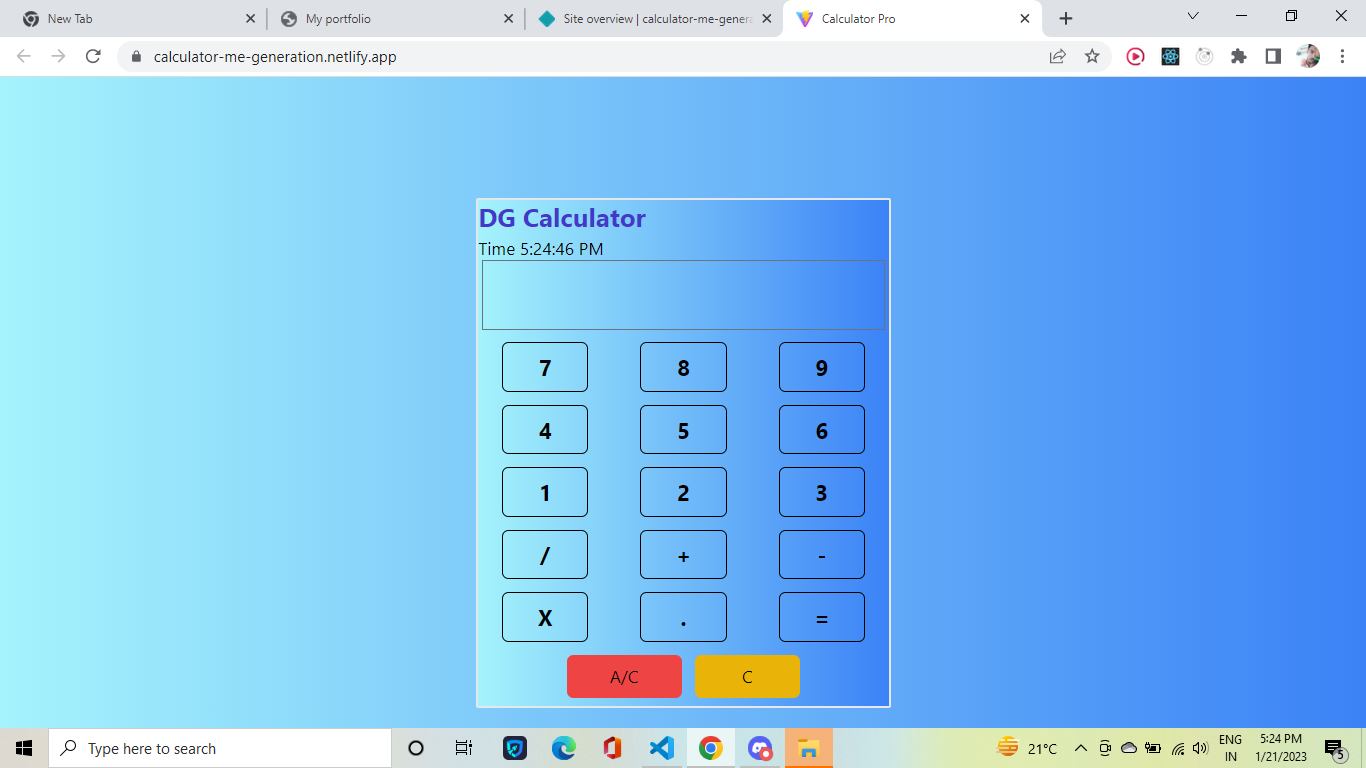 New Tab
My portfolio
Site overview | calculator-me-genera
Calculator Pro
calculator-me-generation.netlify.app
DG Calculator
Time 5:24:46 PM
7 8 9
4 5 6
1 2 3
/ + -
X . =
A/C C
Type here to search
21°C
ENG
IN
5:24 PM
1/21/2023
5